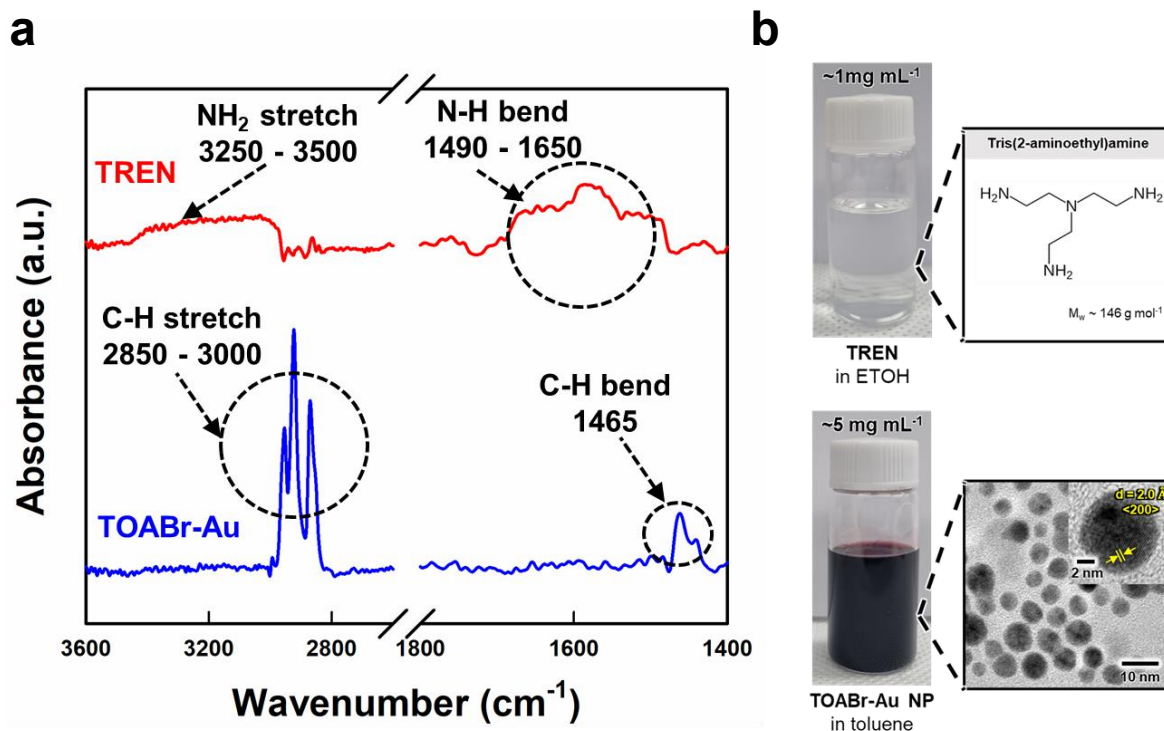 a
NH₂ stretch
3250 - 3500
N-H bend
1490 - 1650
TREN
C-H stretch
2850 - 3000
C-H bend
1465
TOABr-Au
Absorbance (a.u.)
3600 3200 2800 1800 1600 1400
Wavenumber (cm⁻¹)
b
~1mg mL⁻¹
Tris(2-aminoethyl)amine
H₂N
N
NH₂
NH₂
Mw ~ 146 g mol⁻¹
TREN
in ETOH
~5 mg mL⁻¹
d = 2.0 Å
<200>
2 nm
10 nm
TOABr-Au NP
in toluene